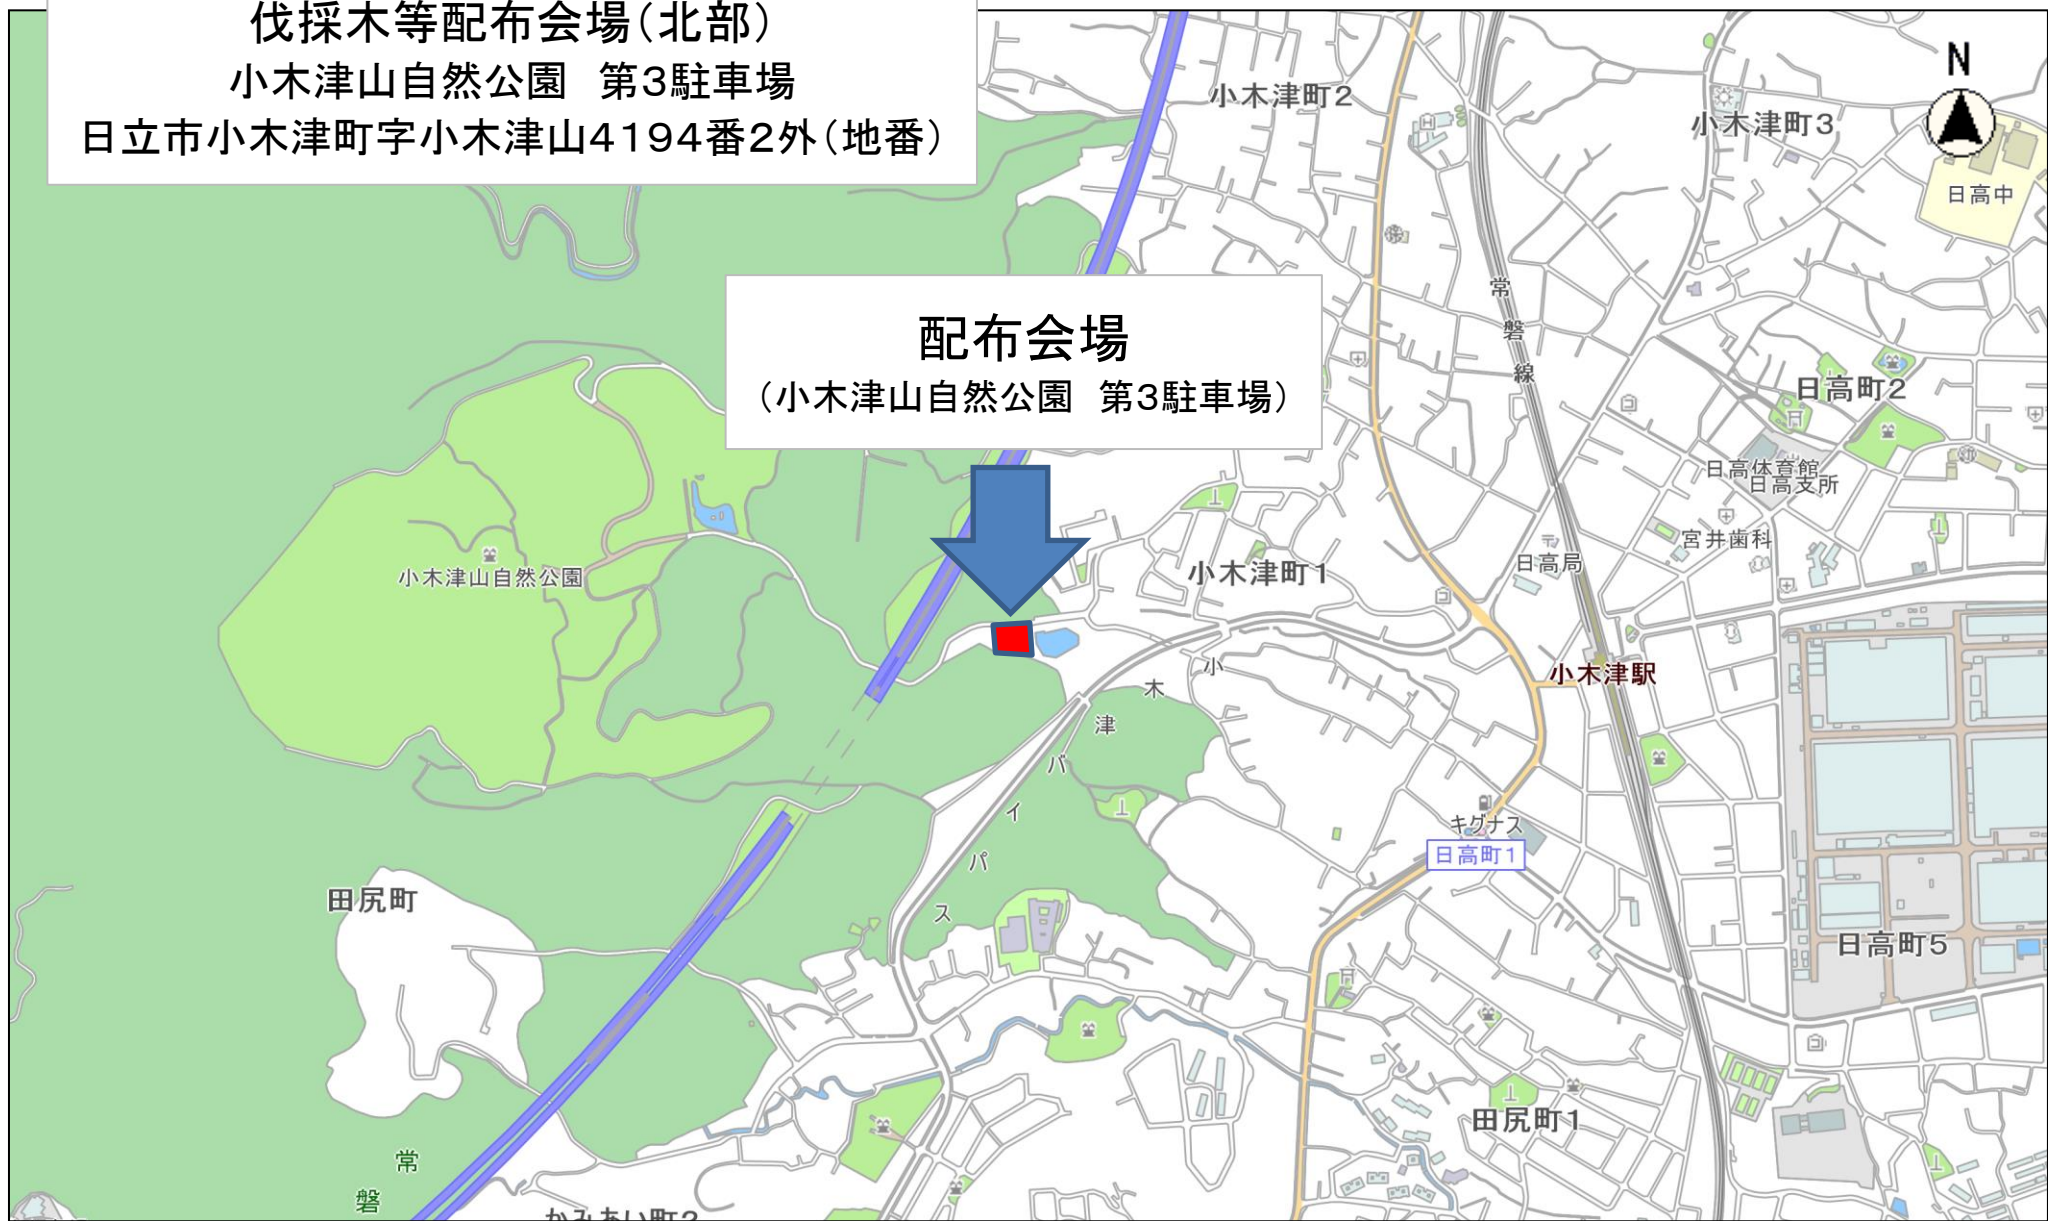 伐採木等配布会場（北部）
小木津山自然公園　第3駐車場
日立市小木津町字小木津山4194番2外（地番）
N
小木津町2
小木津町3
日高中
配布会場
（小木津山自然公園　第3駐車場）
常磐線
日高町2
日高体育館
日高支所
宮井歯科
日高局
小木津町1
小木津山自然公園
小木津駅
小木津バイパス
キグナス
日高町1
田尻町
日高町5
田尻町1
常磐
かみあい町2